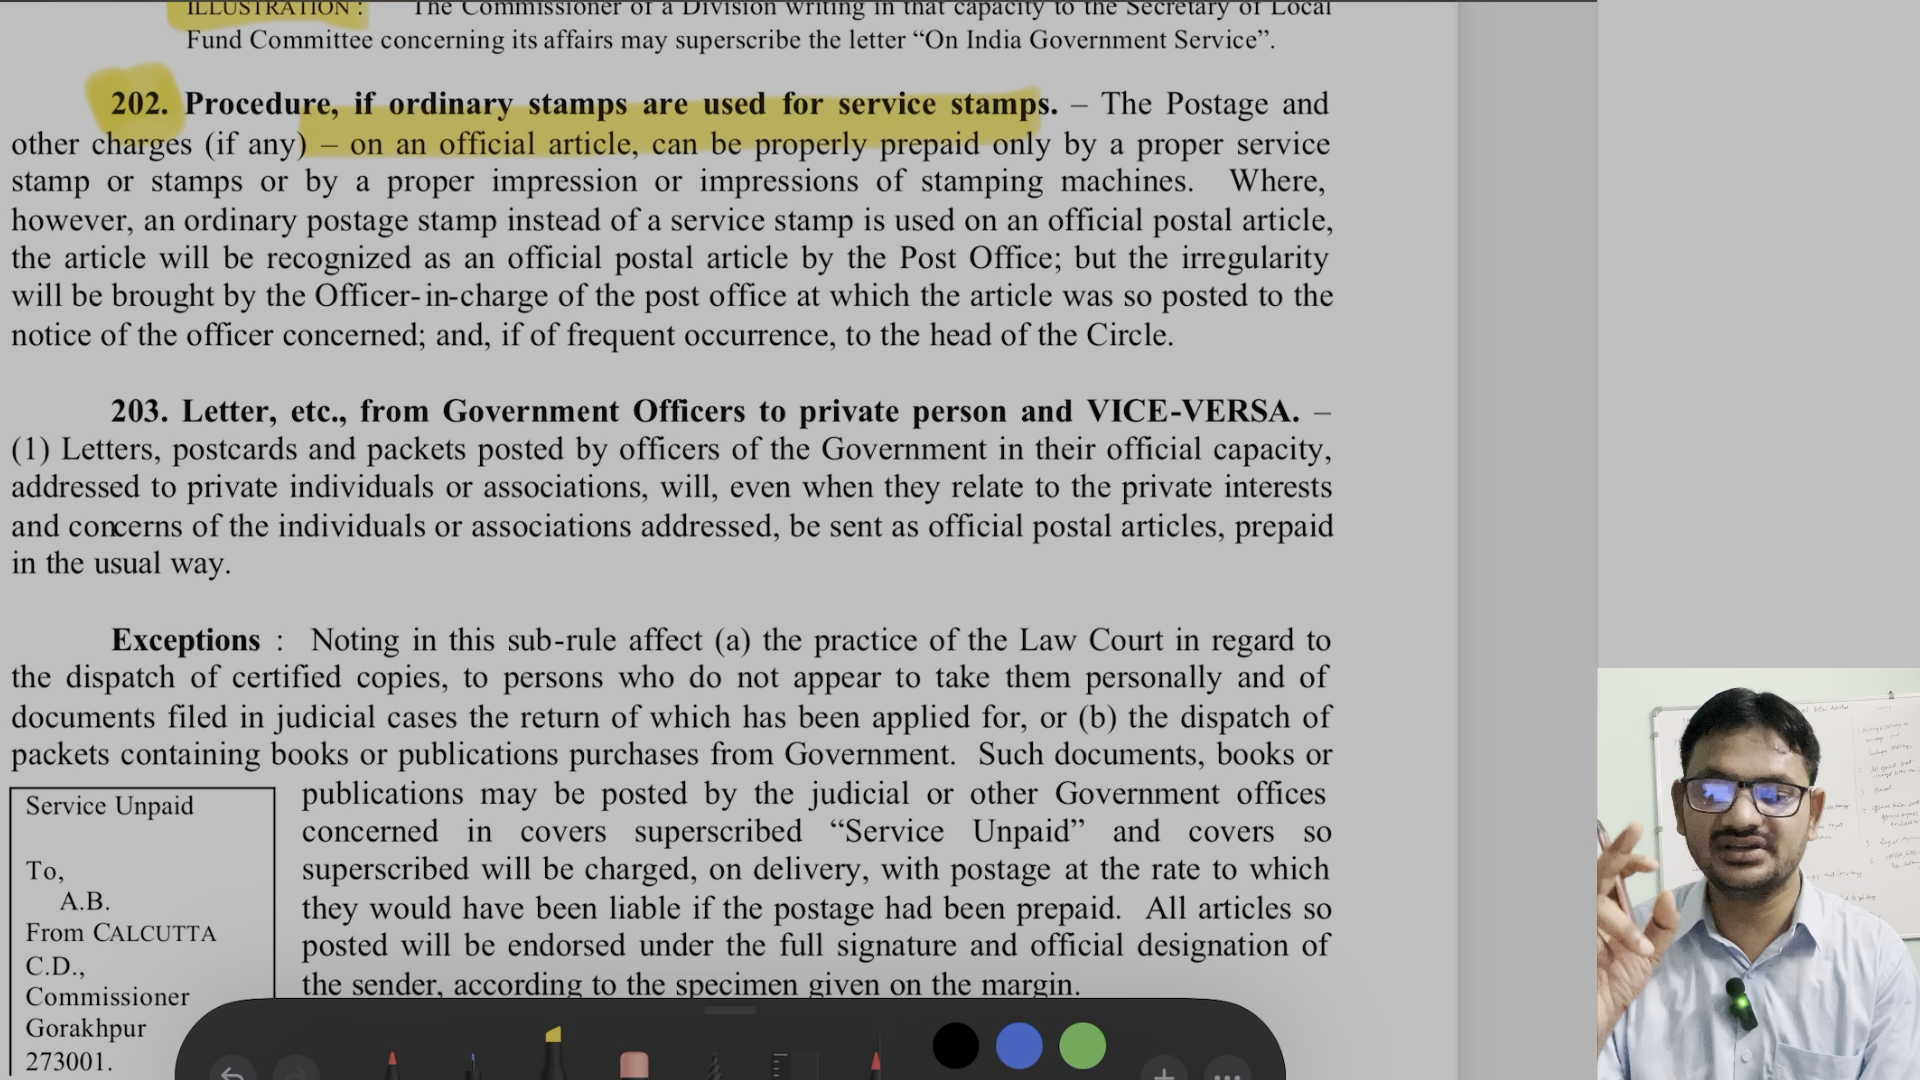 ILLUSTRATION : The Commissioner of a Division writing in that capacity to the Secretary of Local
Fund Committee concerning its affairs may superscribe the letter “On India Government Service”.
202. Procedure, if ordinary stamps are used for service stamps. – The Postage and
other charges (if any) – on an official article, can be properly prepaid only by a proper service
stamp or stamps or by a proper impression or impressions of stamping machines. Where,
however, an ordinary postage stamp instead of a service stamp is used on an official postal article,
the article will be recognized as an official postal article by the Post Office; but the irregularity
will be brought by the Officer-in-charge of the post office at which the article was so posted to the
notice of the officer concerned; and, if of frequent occurrence, to the head of the Circle.
203. Letter, etc., from Government Officers to private person and VICE-VERSA. –
(1) Letters, postcards and packets posted by officers of the Government in their official capacity,
addressed to private individuals or associations, will, even when they relate to the private interests
and concerns of the individuals or associations addressed, be sent as official postal articles, prepaid
in the usual way.
Exceptions : Noting in this sub-rule affect (a) the practice of the Law Court in regard to
the dispatch of certified copies, to persons who do not appear to take them personally and of
documents filed in judicial cases the return of which has been applied for, or (b) the dispatch of
packets containing books or publications purchases from Government. Such documents, books or
publications may be posted by the judicial or other Government offices
concerned in covers superscribed “Service Unpaid” and covers so
superscribed will be charged, on delivery, with postage at the rate to which
they would have been liable if the postage had been prepaid. All articles so
posted will be endorsed under the full signature and official designation of
the sender, according to the specimen given on the margin.
Service Unpaid
To,
A.B.
From CALCUTTA
C.D.,
Commissioner
Gorakhpur
273001.